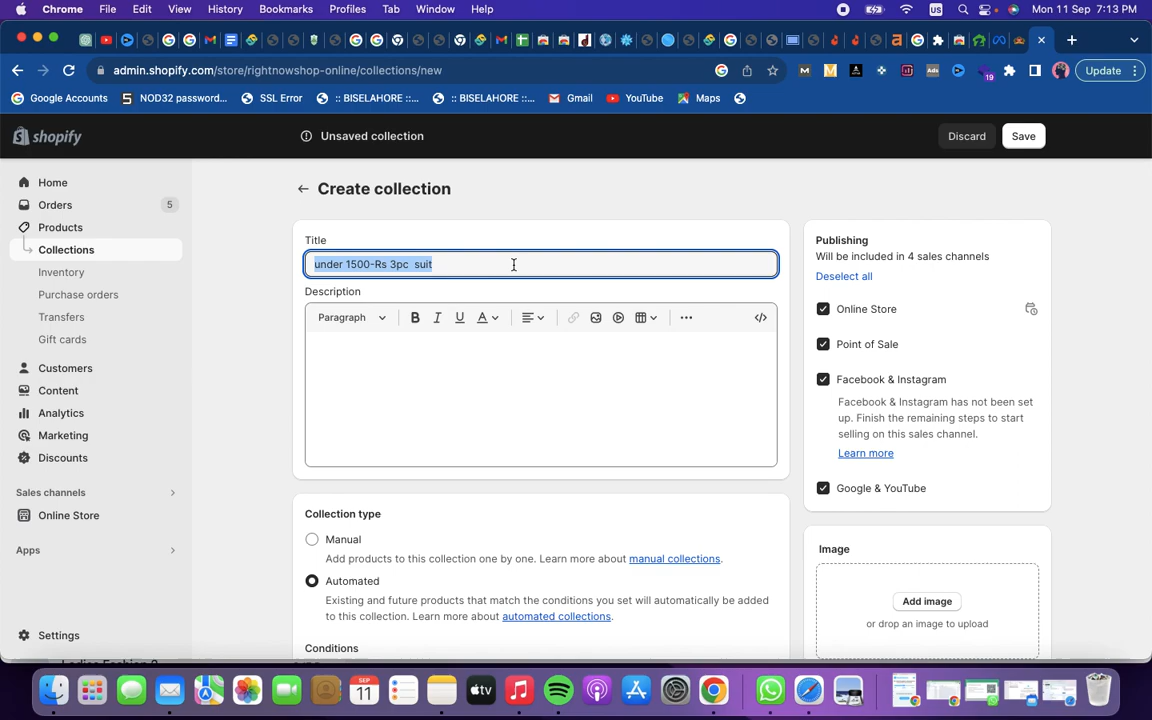 Chrome File Edit View History Bookmarks Profiles Tab Window Help US Mon 11 Sep 7:13 PM
admin.shopify.com/store/rightnowshop-online/collections/new Ads 19 Update
Google Accounts NOD32 password... SSL Error :: BISELAHORE ::... :: BISELAHORE ::... Gmail YouTube Maps
shopify Unsaved collection Discard Save
Home
Orders 5
Products
Collections
Inventory
Purchase orders
Transfers
Gift cards
Customers
Content
Analytics
Marketing
Discounts
Sales channels
Online Store
Apps
Settings
Create collection
Title
under 1500-Rs 3pc  suit
Description
Paragraph B I U A
Collection type
Manual
Add products to this collection one by one. Learn more about manual collections.
Automated
Existing and future products that match the conditions you set will automatically be added
to this collection. Learn more about automated collections.
Conditions
Publishing
Will be included in 4 sales channels
Deselect all
Online Store
Point of Sale
Facebook & Instagram
Facebook & Instagram has not been set
up. Finish the remaining steps to start
selling on this sales channel.
Learn more
Google & YouTube
Image
Add image
or drop an image to upload
SEP
11
tv